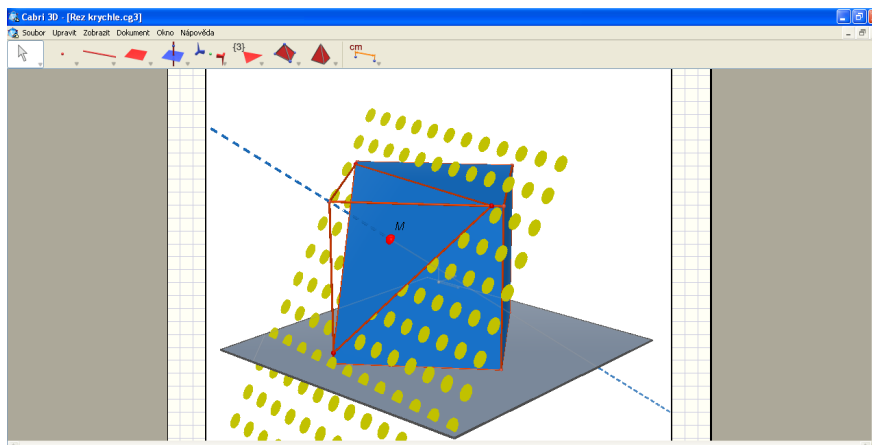 Cabri 3D - [Rez krychle.cg3]
Soubor Upravit Zobrazit Dokument Okno Nápověda
{3} cm
M